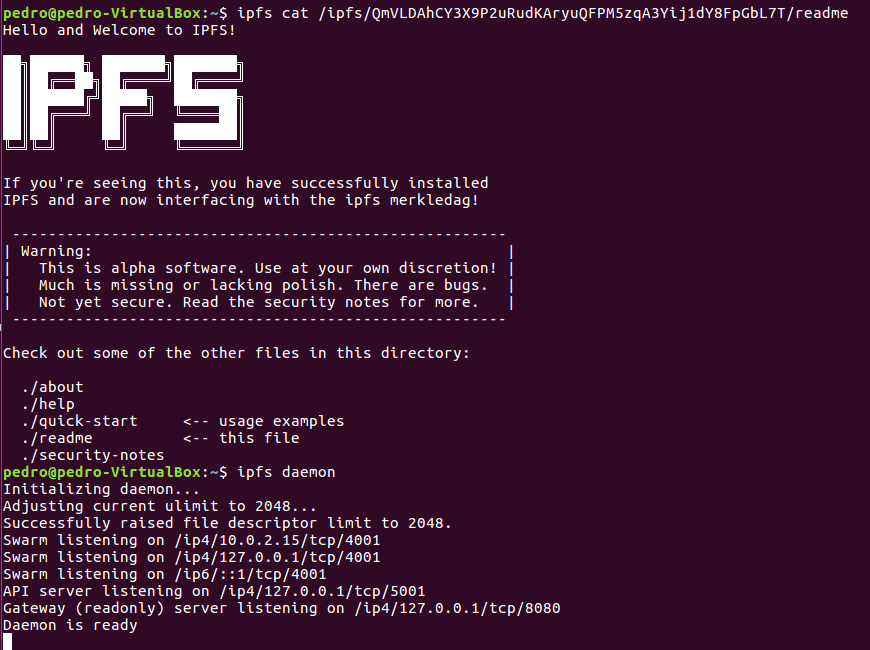 pedro@pedro-VirtualBox:~$ ipfs cat /ipfs/QmVLDAhCY3X9P2uRudKAryuQFPM5zqA3Yij1dY8FpGbL7T/readme
Hello and Welcome to IPFS!
IPFS
If you're seeing this, you have successfully installed
IPFS and are now interfacing with the ipfs merkledag!
-------------------------------------------------------
| Warning:                                              |
|   This is alpha software. Use at your own discretion! |
|   Much is missing or lacking polish. There are bugs.  |
|   Not yet secure. Read the security notes for more.   |
-------------------------------------------------------
Check out some of the other files in this directory:
./about
./help
./quick-start     <-- usage examples
./readme          <-- this file
./security-notes
pedro@pedro-VirtualBox:~$ ipfs daemon
Initializing daemon...
Adjusting current ulimit to 2048...
Successfully raised file descriptor limit to 2048.
Swarm listening on /ip4/10.0.2.15/tcp/4001
Swarm listening on /ip4/127.0.0.1/tcp/4001
Swarm listening on /ip6/::1/tcp/4001
API server listening on /ip4/127.0.0.1/tcp/5001
Gateway (readonly) server listening on /ip4/127.0.0.1/tcp/8080
Daemon is ready